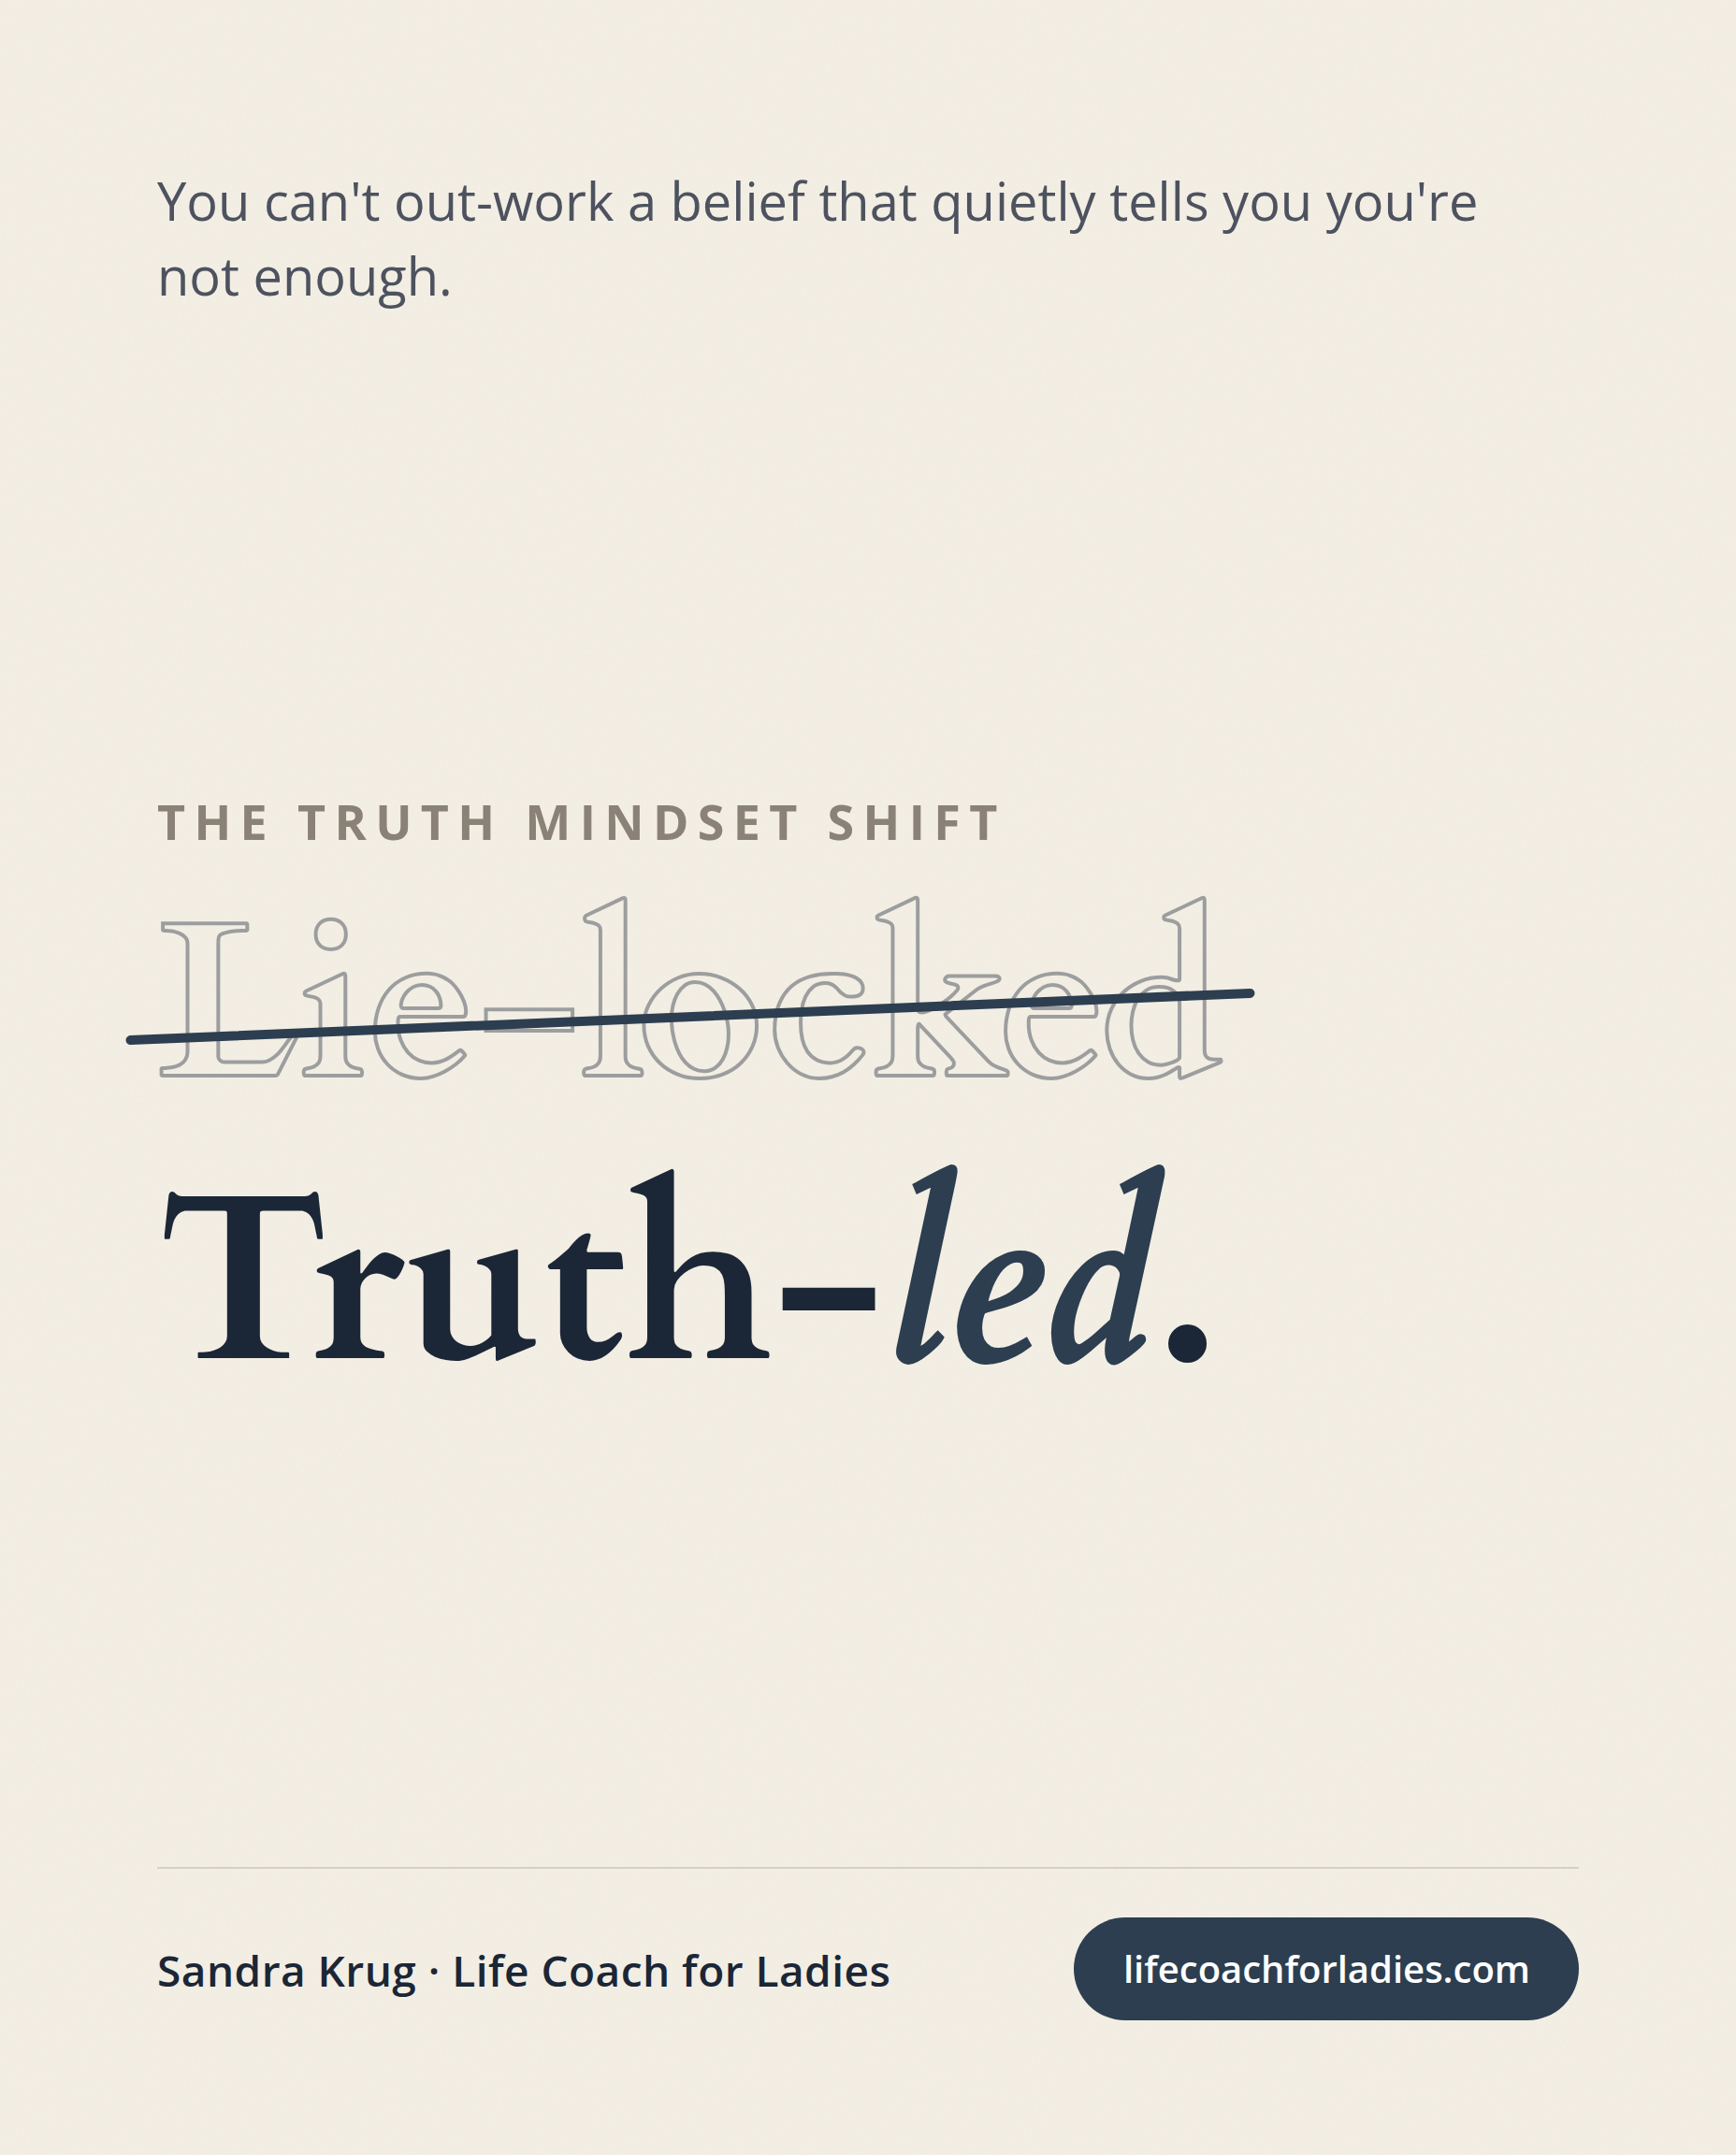 You can't out-work a belief that quietly tells you you're
not enough.
THE TRUTH MINDSET SHIFT
Lie-locked
Truth-led.
Sandra Krug · Life Coach for Ladies
lifecoachforladies.com